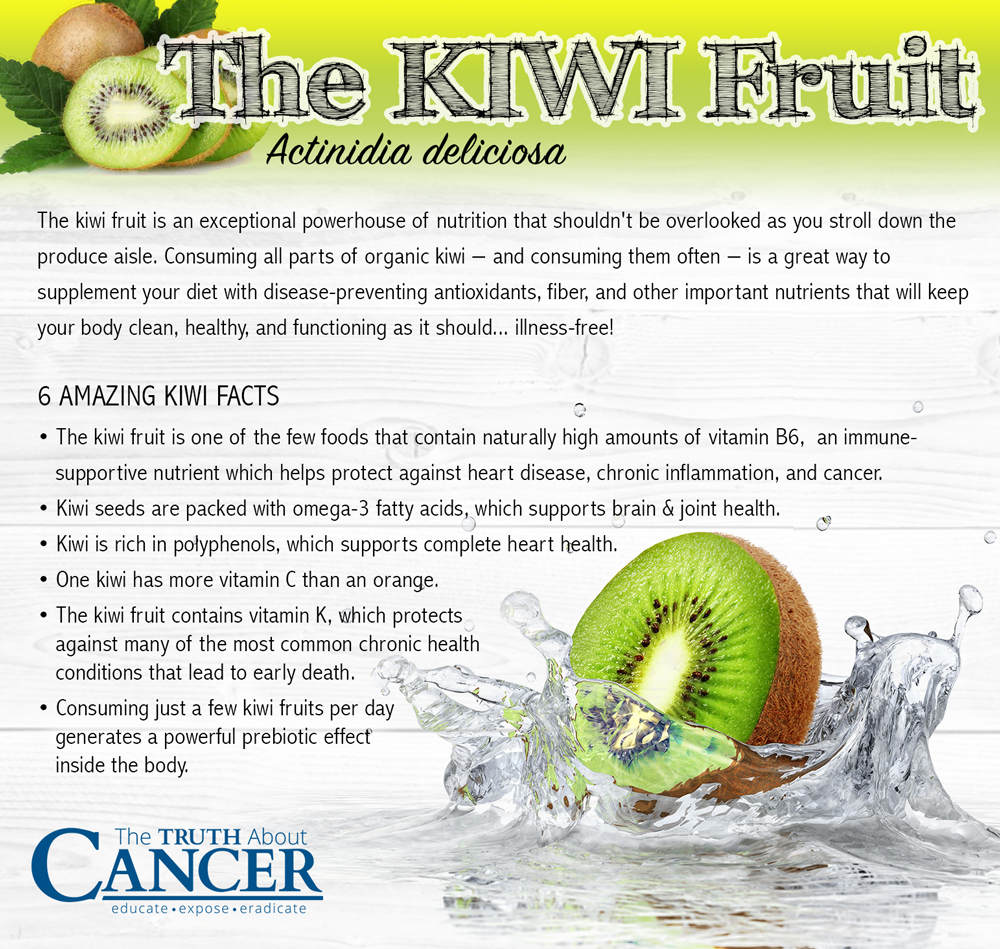 The KIWI Fruit
Actinidia deliciosa
The kiwi fruit is an exceptional powerhouse of nutrition that shouldn't be overlooked as you stroll down the
produce aisle. Consuming all parts of organic kiwi – and consuming them often – is a great way to
supplement your diet with disease-preventing antioxidants, fiber, and other important nutrients that will keep
your body clean, healthy, and functioning as it should... illness-free!
6 AMAZING KIWI FACTS
• The kiwi fruit is one of the few foods that contain naturally high amounts of vitamin B6, an immune-
supportive nutrient which helps protect against heart disease, chronic inflammation, and cancer.
• Kiwi seeds are packed with omega-3 fatty acids, which supports brain & joint health.
• Kiwi is rich in polyphenols, which supports complete heart health.
• One kiwi has more vitamin C than an orange.
• The kiwi fruit contains vitamin K, which protects
against many of the most common chronic health
conditions that lead to early death.
• Consuming just a few kiwi fruits per day
generates a powerful prebiotic effect
inside the body.
The TRUTH About
CANCER
educate • expose • eradicate